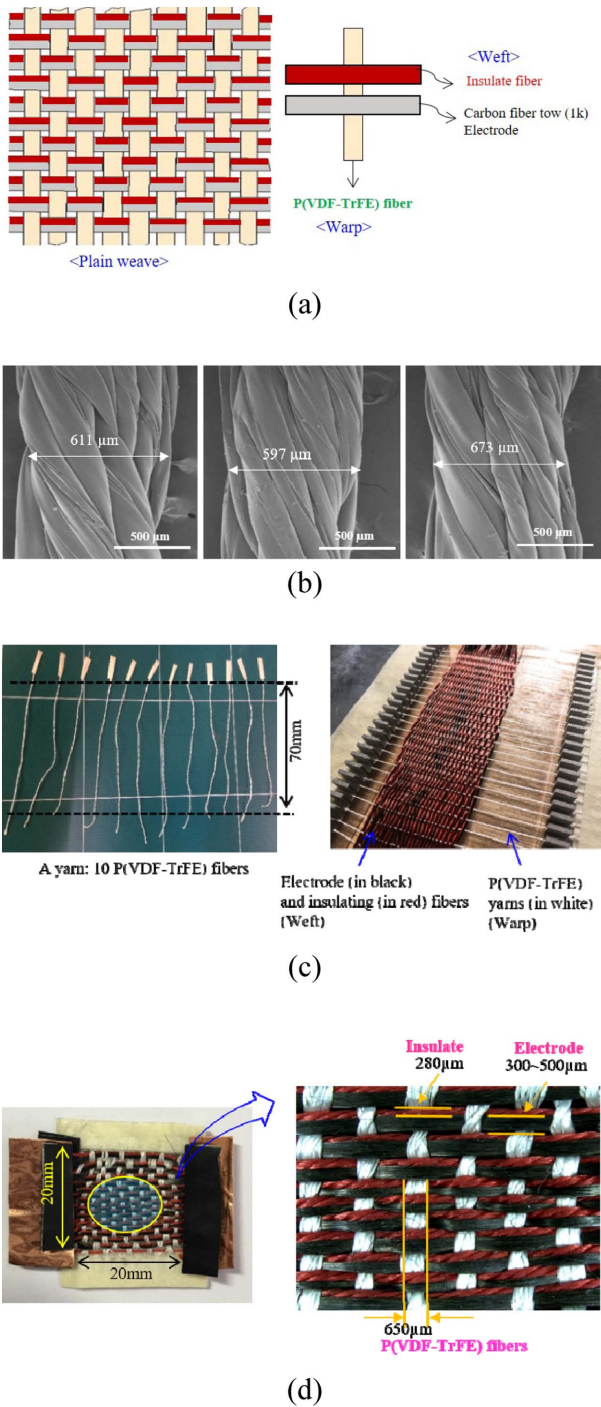 <Weft>
Insulate fiber
Carbon fiber tow (1k)
Electrode
P(VDF-TrFE) fiber
<Warp>
<Plain weave>
(a)
611 µm
500 µm
597 µm
500 µm
673 µm
500 µm
(b)
70mm
A yarn: 10 P(VDF-TrFE) fibers
Electrode (in black)
and insulating (in red) fibers
(Weft)
P(VDF-TrFE)
yarns (in white)
(Warp)
(c)
20mm
20mm
Insulate
280µm
Electrode
300~500µm
650µm
P(VDF-TrFE) fibers
(d)